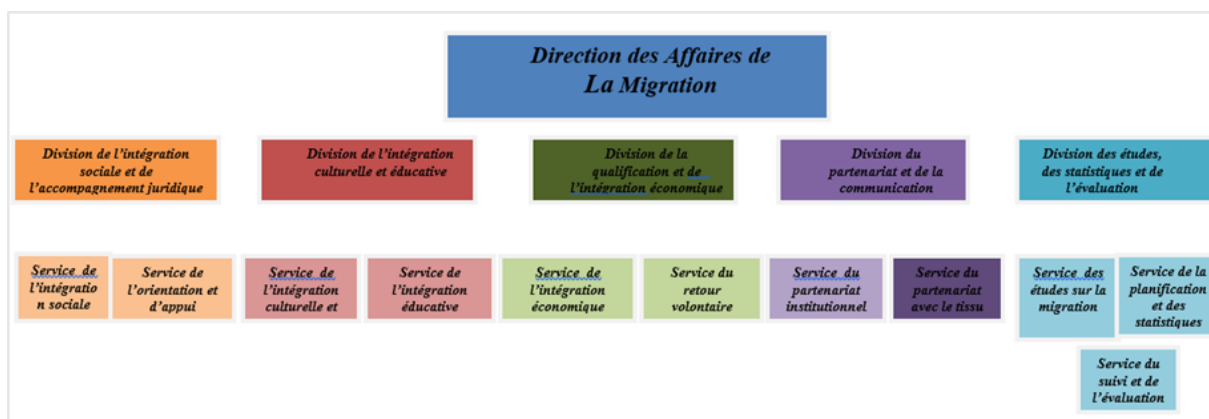 Direction des Affaires de
La Migration
Division de l'intégration
sociale et de
l'accompagnement juridique
Division de l'intégration
culturelle et éducative
Division de la
qualification et de
l'intégration économique
Division du
partenariat et de la
communication
Division des études,
des statistiques et de
l'évaluation
Service de
l'intégratio
n sociale
Service de
l'orientation et
d'appui
Service de
l'intégration
culturelle et
Service de
l'intégration
éducative
Service de
l'intégration
économique
Service du
retour
volontaire
Service du
partenariat
institutionnel
Service du
partenariat
avec le tissu
Service des
études sur la
migration
Service de la
planification
et des
statistiques
Service du
suivi et de
l'évaluation